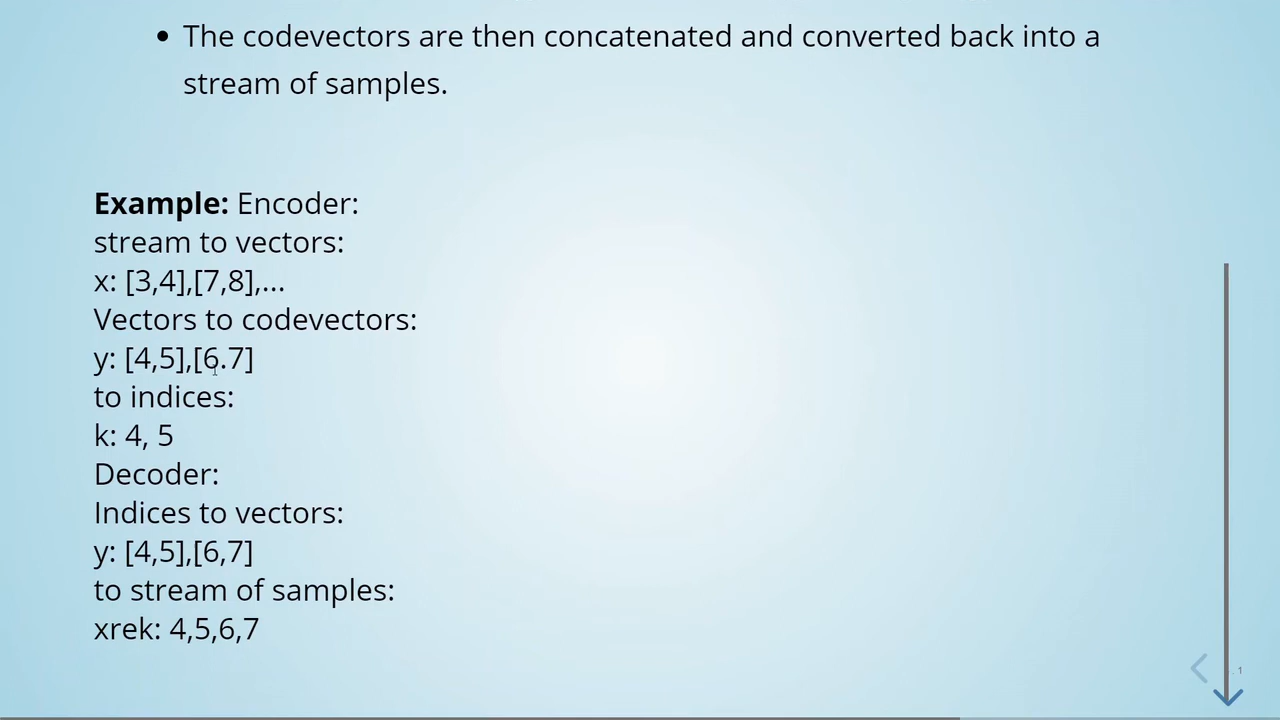 The codevectors are then concatenated and converted back into a
stream of samples.
Example: Encoder:
stream to vectors:
x: [3,4],[7,8],...
Vectors to codevectors:
y: [4,5],[6.7]
to indices:
k: 4, 5
Decoder:
Indices to vectors:
y: [4,5],[6,7]
to stream of samples:
xrek: 4,5,6,7